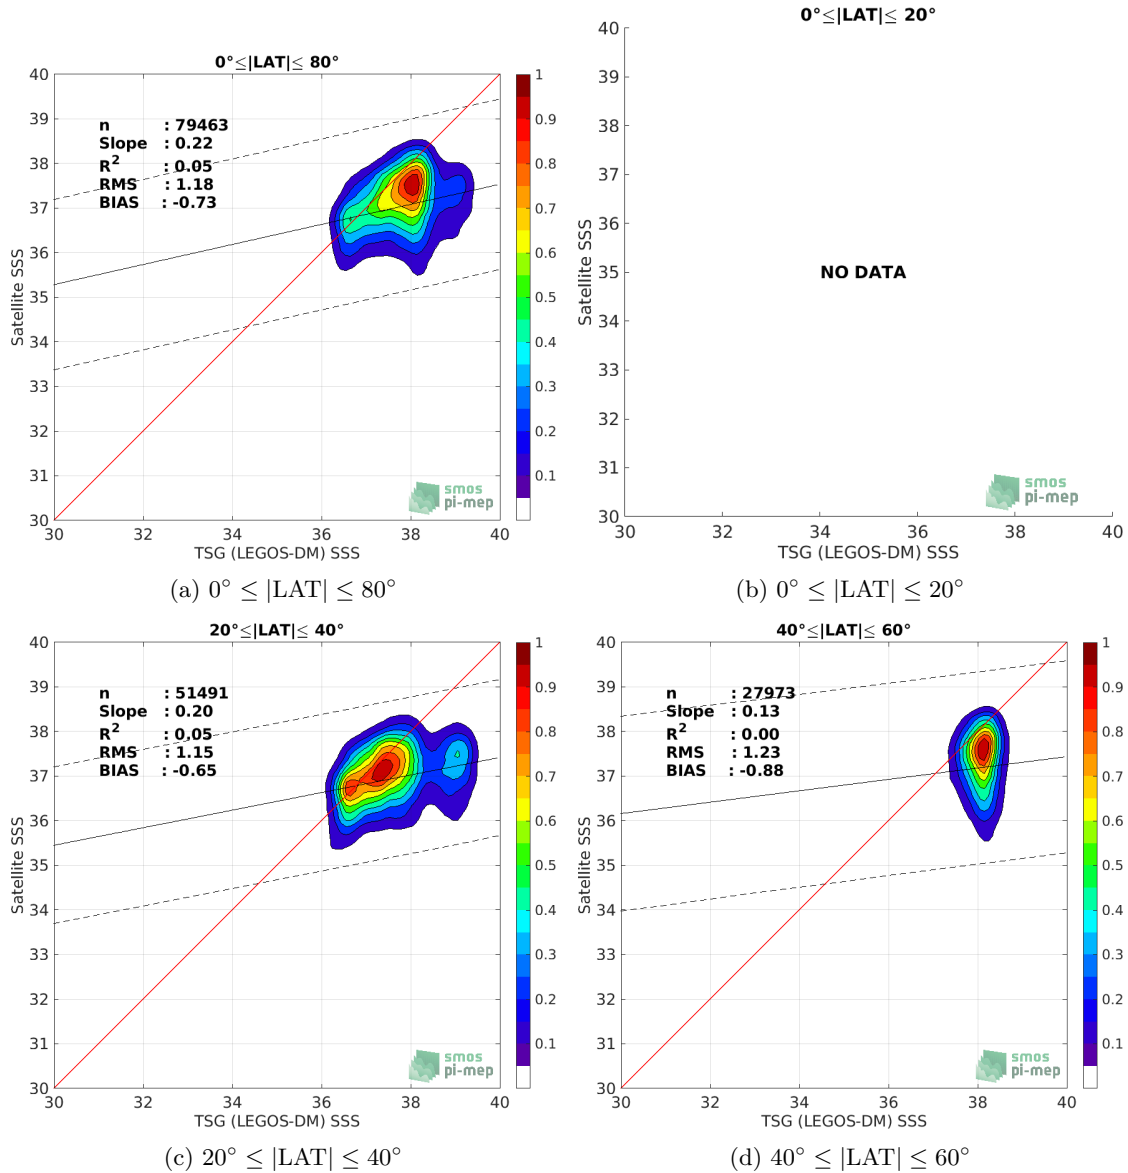 0°≤|LAT|≤ 80°
40
39
38
37
36
35
34
33
32
31
30
Satellite SSS
n : 79463
Slope : 0.22
R2 : 0.05
RMS : 1.18
BIAS : -0.73
smos
pi-mep
30 32 34 36 38 40
TSG (LEGOS-DM) SSS
1
0.9
0.8
0.7
0.6
0.5
0.4
0.3
0.2
0.1
(a) 0° ≤ |LAT| ≤ 80°
0°≤|LAT|≤ 20°
40
39
38
37
36
35
34
33
32
31
30
Satellite SSS
NO DATA
smos
pi-mep
30 32 34 36 38 40
TSG (LEGOS-DM) SSS
(b) 0° ≤ |LAT| ≤ 20°
20°≤|LAT|≤ 40°
40
39
38
37
36
35
34
33
32
31
30
Satellite SSS
n : 51491
Slope : 0.20
R2 : 0.05
RMS : 1.15
BIAS : -0.65
smos
pi-mep
30 32 34 36 38 40
TSG (LEGOS-DM) SSS
1
0.9
0.8
0.7
0.6
0.5
0.4
0.3
0.2
0.1
(c) 20° ≤ |LAT| ≤ 40°
40°≤|LAT|≤ 60°
40
39
38
37
36
35
34
33
32
31
30
Satellite SSS
n : 27973
Slope : 0.13
R2 : 0.00
RMS : 1.23
BIAS : -0.88
smos
pi-mep
30 32 34 36 38 40
TSG (LEGOS-DM) SSS
1
0.9
0.8
0.7
0.6
0.5
0.4
0.3
0.2
0.1
(d) 40° ≤ |LAT| ≤ 60°